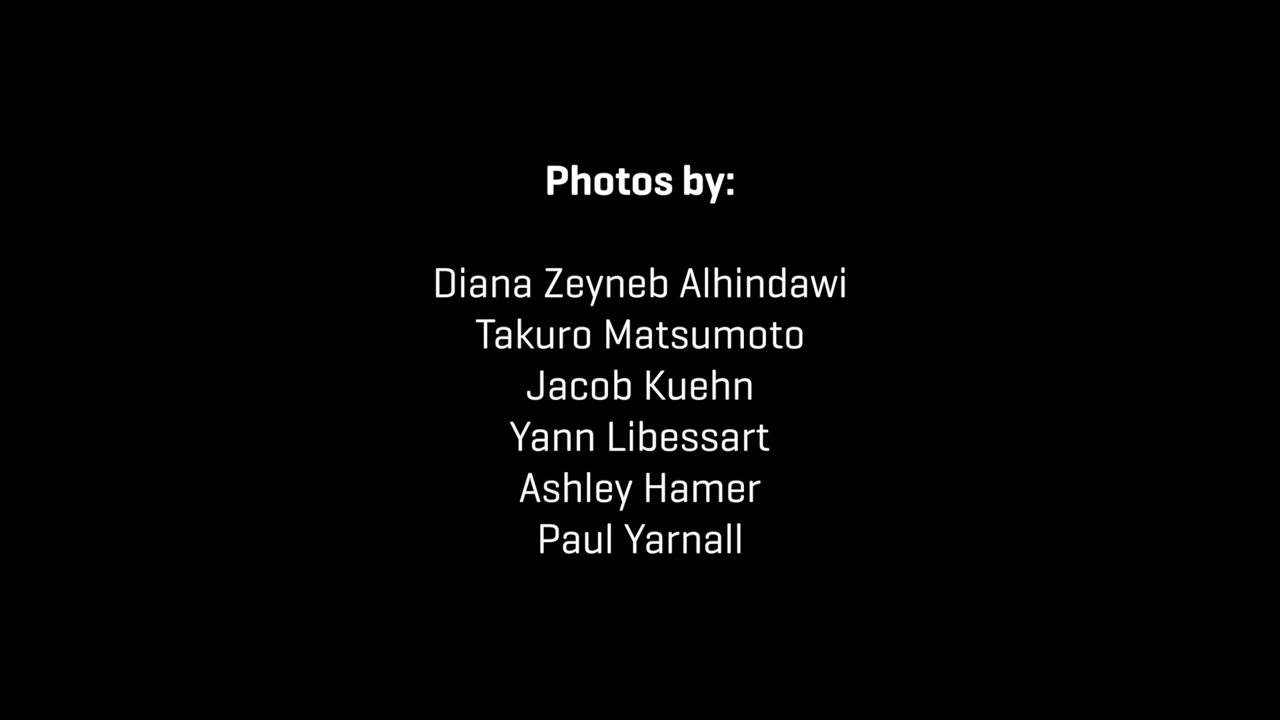 Photos by:
Diana Zeyneb Alhindawi
Takuro Matsumoto
Jacob Kuehn
Yann Libessart
Ashley Hamer
Paul Yarnall